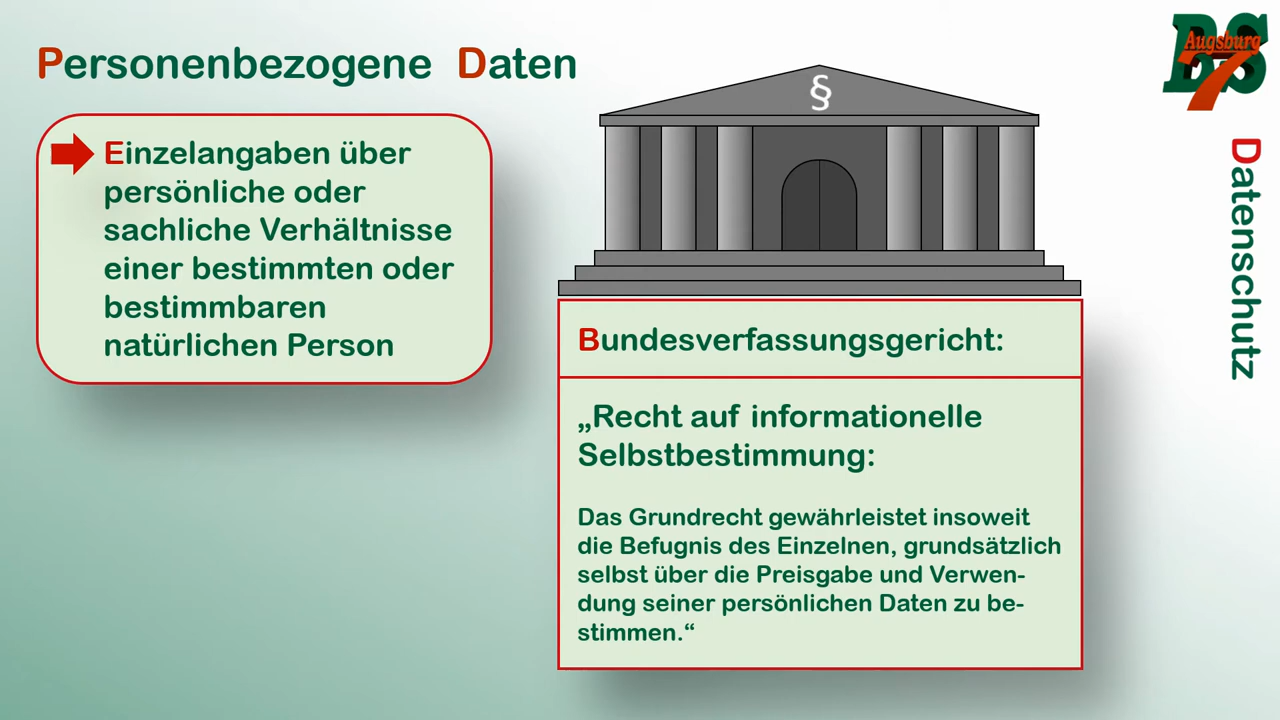 Personenbezogene Daten
Einzelangaben über
persönliche oder
sachliche Verhältnisse
einer bestimmten oder
bestimmbaren
natürlichen Person
§
Bundesverfassungsgericht:
„Recht auf informationelle
Selbstbestimmung:
Das Grundrecht gewährleistet insoweit
die Befugnis des Einzelnen, grundsätzlich
selbst über die Preisgabe und Verwen-
dung seiner persönlichen Daten zu be-
stimmen.“
BS
Augsburg
7
Datenschutz